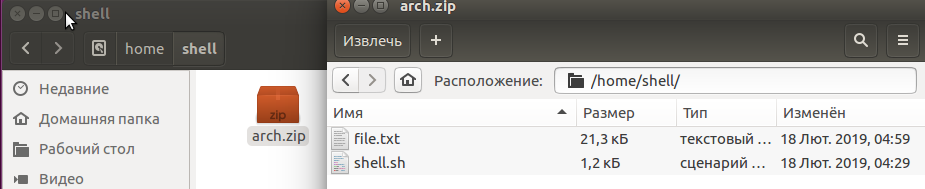 shell
home shell
Недавние
Домашняя папка
Рабочий стол
Видео
zip
arch.zip
arch.zip
Извлечь +
Расположение: /home/shell/
Имя Размер Тип Изменён
file.txt 21,3 кБ текстовый … 18 Лют. 2019, 04:59
shell.sh 1,2 кБ сценарий … 18 Лют. 2019, 04:29